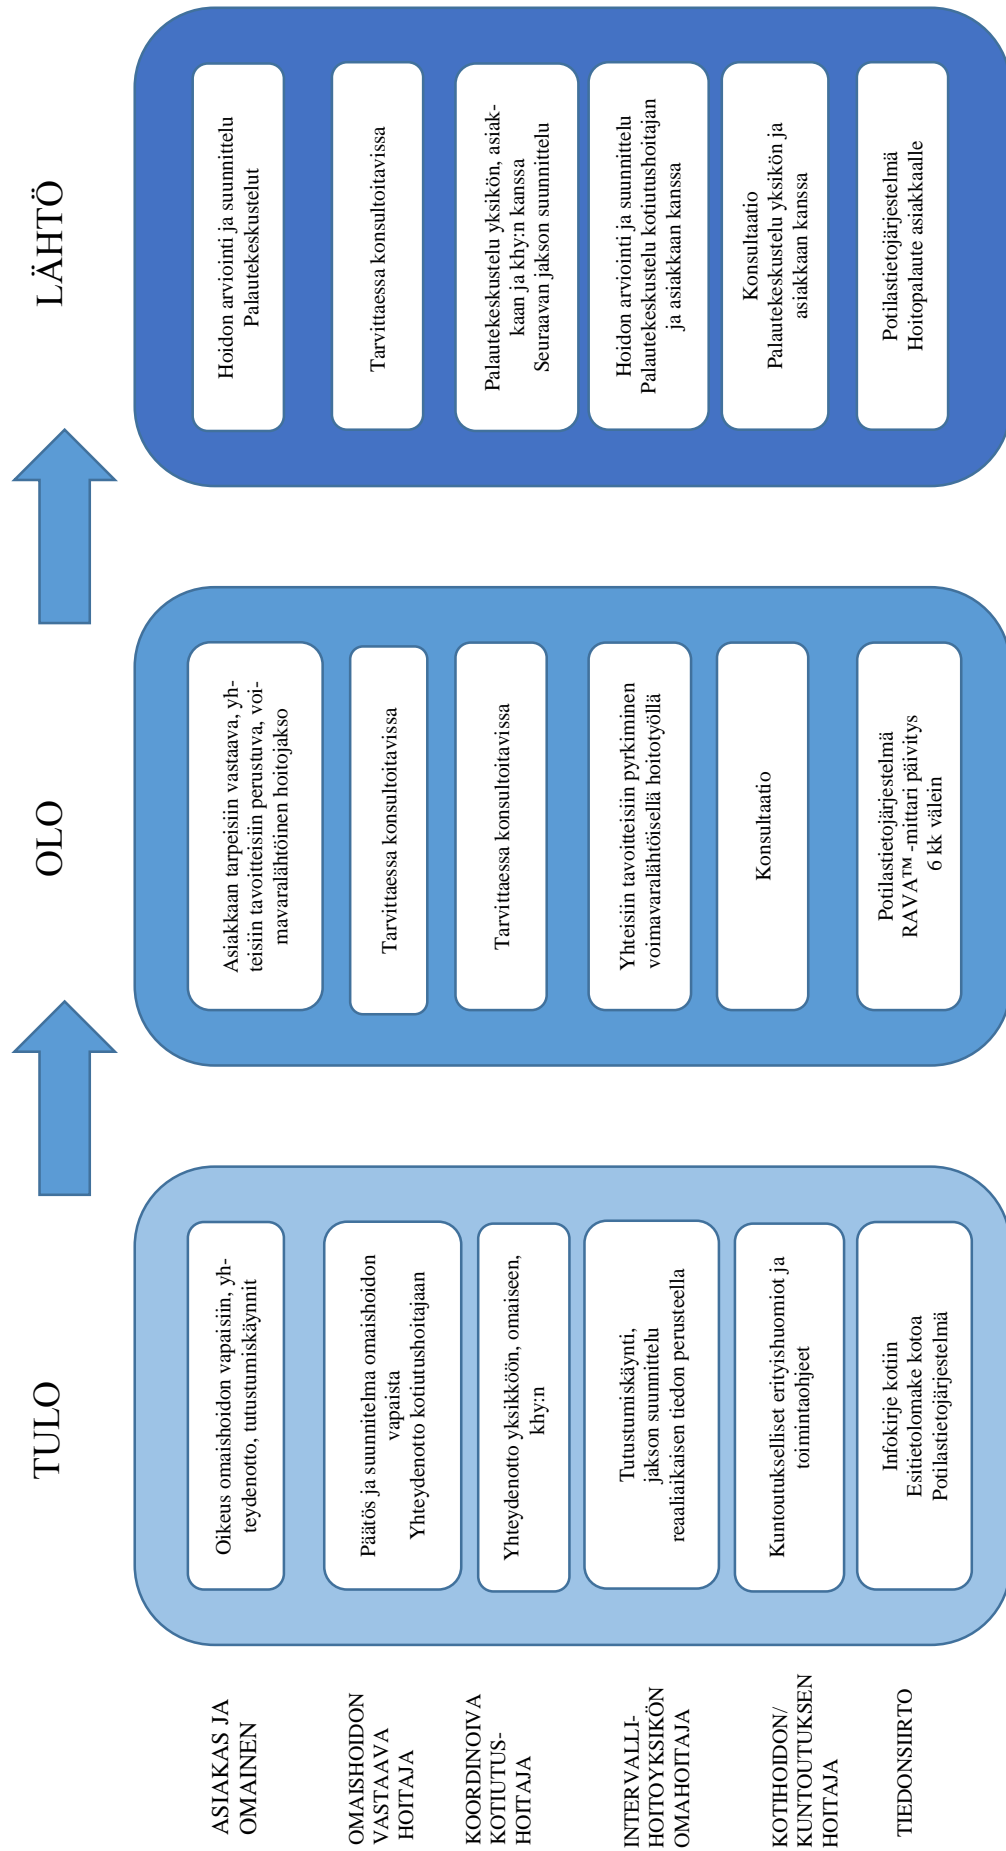 TULO
OLO
LÄHTÖ
ASIAKAS JA
OMAINEN
Oikeus omaishoidon vapaisiin, yh-
teydenotto, tutustumiskäynnit
Asiakkaan tarpeisiin vastaava, yh-
teisiin tavoitteisiin perustuva, voi-
mavaralähtöinen hoitojakso
Hoidon arviointi ja suunnittelu
Palautekeskustelut
OMAISHOIDON
VASTAAVA
HOITAJA
Päätös ja suunnitelma omaishoidon
vapaista
Yhteydenotto kotiutushoitajaan
Tarvittaessa konsultoitavissa
Tarvittaessa konsultoitavissa
KOORDINOIVA
KOTIUTUS-
HOITAJA
Yhteydenotto yksikköön, omaiseen,
khy:n
Tarvittaessa konsultoitavissa
Palautekeskustelu yksikön, asiak-
kaan ja khy:n kanssa
Seuraavan jakson suunnittelu
INTERVALLI-
HOITOYKSIKÖN
OMAHOITAJA
Tutustumiskäynti,
jakson suunnittelu
reaaliaikaisen tiedon perusteella
Yhteisiin tavoitteisiin pyrkiminen
voimavaralähtöisellä hoitotyöllä
Hoidon arviointi ja suunnittelu
Palautekeskustelu kotiutushoitajan
ja asiakkaan kanssa
KOTIHOIDON/
KUNTOUTUKSEN
HOITAJA
Kuntoutukselliset erityishuomiot ja
toimintaohjeet
Konsultaatio
Konsultaatio
Palautekeskustelu yksikön ja
asiakkaan kanssa
TIEDONSIIRTO
Infokirje kotiin
Esitietolomake kotoa
Potilastietojärjestelmä
Potilastietojärjestelmä
RAVA™ -mittari päivitys
6 kk välein
Potilastietojärjestelmä
Hoitopalaute asiakkaalle